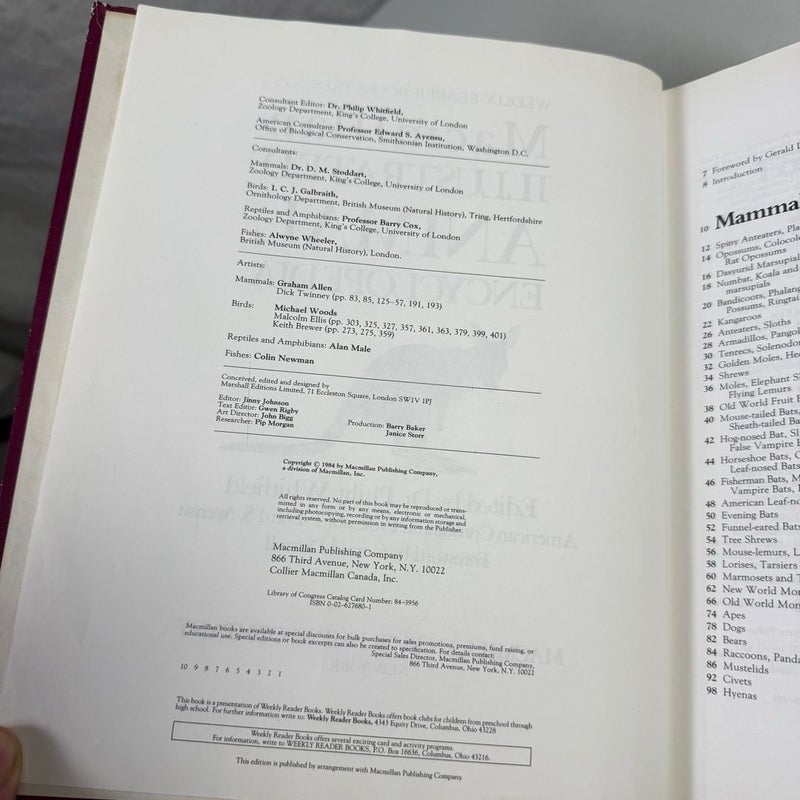 Consultant Editor: Dr. Philip Whitfield,
Zoology Department, King's College, University of London
American Consultant: Professor Edward S. Ayensu,
Office of Biological Conservation, Smithsonian Institution, Washington D.C.
Consultants:
Mammals: Dr. D. M. Stoddart,
Zoology Department, King's College, University of London
Birds: I. C. J. Galbraith,
Ornithology Department, British Museum (Natural History), Tring, Hertfordshire
Reptiles and Amphibians: Professor Barry Cox,
Zoology Department, King's College, University of London
Fishes: Alwyne Wheeler,
British Museum (Natural History), London.
Artists:
Mammals: Graham Allen
Dick Twinney (pp. 83, 85, 125–57, 191, 193)
Birds: Michael Woods
Malcolm Ellis (pp. 303, 325, 327, 357, 361, 363, 379, 399, 401)
Keith Brewer (pp. 273, 275, 359)
Reptiles and Amphibians: Alan Male
Fishes: Colin Newman
Conceived, edited and designed by
Marshall Editions Limited, 71 Eccleston Square, London SW1V 1PJ
Editor: Jinny Johnson
Text Editor: Gwen Rigby
Art Director: John Bigg
Researcher: Pip Morgan
Production: Barry Baker
Janice Storr
Copyright © 1984 by Macmillan Publishing Company,
a division of Macmillan, Inc.
All rights reserved. No part of this book may be reproduced or trans-
mitted in any form or by any means, electronic or mechanical,
including photocopying, recording or by any information storage and
retrieval system, without permission in writing from the Publisher.
Macmillan Publishing Company
866 Third Avenue, New York, N.Y. 10022
Collier Macmillan Canada, Inc.
Library of Congress Catalog Card Number: 84-3956
ISBN 0-02-627680-1
Macmillan books are available at special discounts for bulk purchases for sales promotions, premiums, fund raising, or
educational use. Special editions or book excerpts can also be created to specification. For details contact:
Special Sales Director, Macmillan Publishing Company,
866 Third Avenue, New York, N.Y. 10022
10 9 8 7 6 5 4 3 2 1
This book is a presentation of Weekly Reader Books. Weekly Reader Books offers book clubs for children from preschool through
high school. For further information write to: Weekly Reader Books, 4343 Equity Drive, Columbus, Ohio 43228
Weekly Reader Books offers several exciting card and activity programs.
For information, write to WEEKLY READER BOOKS, P.O. Box 16636, Columbus, Ohio 43216.
This edition is published by arrangement with Macmillan Publishing Company.
7 Foreword by Gerald
8 Introduction
10 Mamma
12 Spiny Anteaters, Pla
14 Opossums, Colocolo
Rat Opossums
16 Dasyurid Marsupial
18 Numbat, Koala and
marsupials
20 Bandicoots, Phalang
Possums, Ringtai
22 Kangaroos
26 Anteaters, Sloths
28 Armadillos, Pangol
30 Tenrecs, Solenodon
32 Golden Moles, Hed
34 Shrews
36 Moles, Elephant S
Flying Lemurs
38 Old World Fruit B
40 Mouse-tailed Bats,
Sheath-tailed Ba
42 Hog-nosed Bat, Sl
False Vampire B
44 Horseshoe Bats, O
Leaf-nosed Bats
46 Fisherman Bats, M
Vampire Bats,
48 American Leaf-no
50 Evening Bats
52 Funnel-eared Bats
54 Tree Shrews
56 Mouse-lemurs, L
58 Lorises, Tarsiers
60 Marmosets and T
62 New World Mon
66 Old World Mon
74 Apes
78 Dogs
82 Bears
84 Raccoons, Panda
86 Mustelids
92 Civets
98 Hyenas